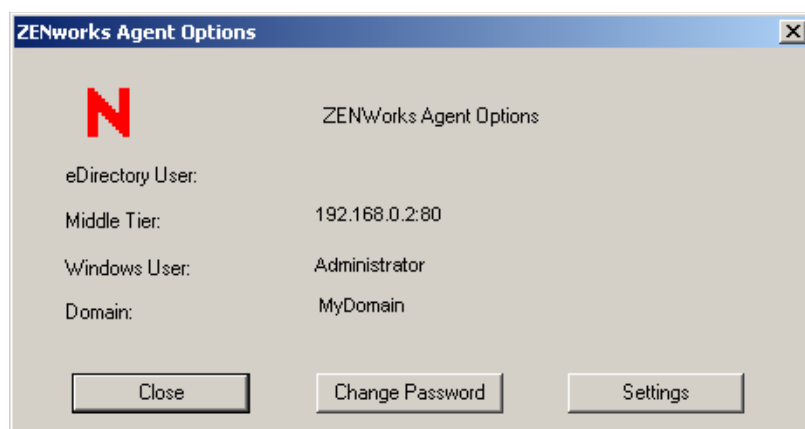 ZENworks Agent Options
N
ZENWorks Agent Options
eDirectory User:
Middle Tier: 192.168.0.2:80
Windows User: Administrator
Domain: MyDomain
Close Change Password Settings